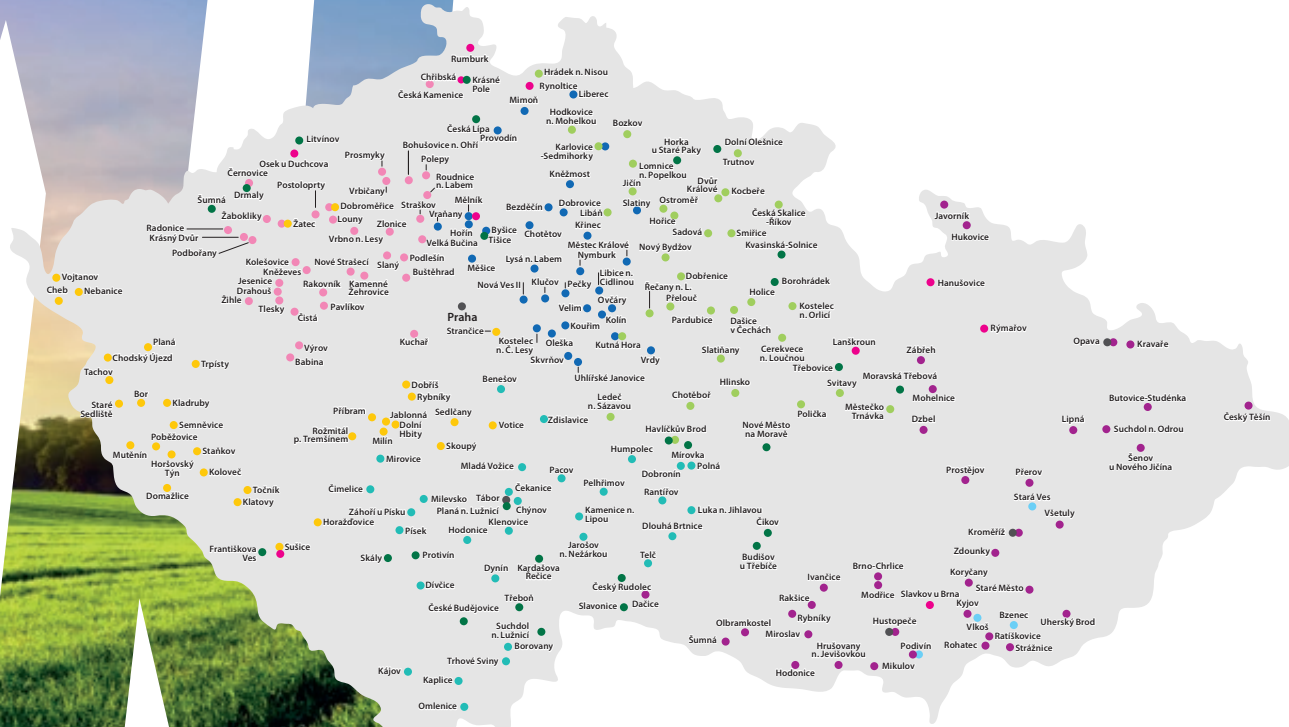 Rumburk
Chřibská
Krásné
Pole
Česká Kamenice
Hrádek n. Nisou
Rynoltice
Liberec
Mimoň
Hodkovice
n. Mohelkou
Bozkov
Česká Lípa
Provodín
Litvínov
Osek u Duchcova
Bohušovice n. Ohří
Prosmyky
Polepy
Karlovice
-Sedmihorky
Horka
u Staré Paky
Dolní Olešnice
Trutnov
Lomnice
n. Popelkou
Černovice
Drmaly
Postoloprty
Vrbičany
Roudnice
n. Labem
Kněžmost
Jičín
Dvůr
Králové
Kocbeře
Šumná
Dobroměřice
Straškov
Mělník
Bezděčín
Dobrovice
Libáň
Slatiny
Ostroměř
Hořice
Česká Skalice
-Říkov
Javorník
Hukovice
Žabokliky
Žatec
Louny
Zlonice
Vraňany
Hořín
Byšice
Tišice
Chotětov
Křinec
Sadová
Smiřice
Radonice
Krásný Dvůr
Podbořany
Vrbno n. Lesy
Velká Bučina
Městec Králové
Nymburk
Nový Bydžov
Kvasinská-Solnice
Kolešovice
Kněževes
Nové Strašecí
Slaný
Podlešín
Měšice
Lysá n. Labem
Libice n.
Cidlinou
Dobřenice
Borohrádek
Hanušovice
Vojtanov
Cheb
Nebanice
Jesenice
Drahouš
Rakovník
Kamenné
Žehrovice
Buštěhrad
Nová Ves II
Klučov
Pečky
Řečany n. L.
Přelouč
Holice
Žihle
Tlesky
Čistá
Pavlíkov
Praha
Velim
Ovčáry
Kolín
Pardubice
Dašice
v Čechách
Kostelec
n. Orlicí
Rýmařov
Strančice
Kouřim
Kostelec
n. Č. Lesy
Oleška
Kutná Hora
Kuchař
Výrov
Babina
Skvrňov
Vrdy
Slatiňany
Cerekvece
n. Loučnou
Lanškroun
Zábřeh
Opava
Kravaře
Planá
Chodský Újezd
Trpísty
Tachov
Uhlířské Janovice
Třebovice
Benešov
Dobříš
Rybníky
Hlinsko
Svitavy
Moravská Třebová
Mohelnice
Bor
Staré
Sedliště
Kladruby
Ledeč
n. Sázavou
Chotěboř
Polička
Městečko
Trnávka
Butovice-Studénka
Český Těšín
Příbram
Jablonná
Dolní
Hbity
Sedlčany
Votice
Zdislavice
Semněvice
Rožmitál
p. Tremšínem
Milín
Havlíčkův Brod
Nové Město
na Moravě
Dzbel
Lipná
Suchdol n. Odrou
Poběžovice
Mutěnín
Horšovský
Týn
Staňkov
Skoupý
Humpolec
Mírovka
Šenov
u Nového Jičína
Koloveč
Mirovice
Mladá Vožice
Pacov
Dobronín
Polná
Prostějov
Přerov
Domažlice
Točník
Klatovy
Čimelice
Milevsko
Tábor
Čekanice
Pelhřimov
Rantířov
Stará Ves
Záhoří u Písku
Planá n. Lužnicí
Chýnov
Kamenice n.
Lipou
Luka n. Jihlavou
Všetuly
Horažďovice
Písek
Hodonice
Klenovice
Dlouhá Brtnice
Čikov
Kroměříž
Františkova
Ves
Sušice
Skály
Protivín
Jarošov
n. Nežárkou
Telč
Budišov
u Třebíče
Zdounky
Dynín
Kardašova
Řečice
Český Rudolec
Ivančice
Brno-Chrlice
Modřice
Koryčany
Staré Město
Dívčice
Slavonice
Dačice
Rakšice
Rybníky
Slavkov u Brna
Kyjov
České Budějovice
Třeboň
Olbramkostel
Miroslav
Hustopeče
Vlkoš
Bzenec
Uherský Brod
Suchdol
n. Lužnicí
Borovany
Šumná
Hrušovany
n. Jevišovkou
Podivín
Ratíškovice
Rohatec
Strážnice
Trhové Sviny
Kájov
Kaplice
Hodonice
Mikulov
Omlenice